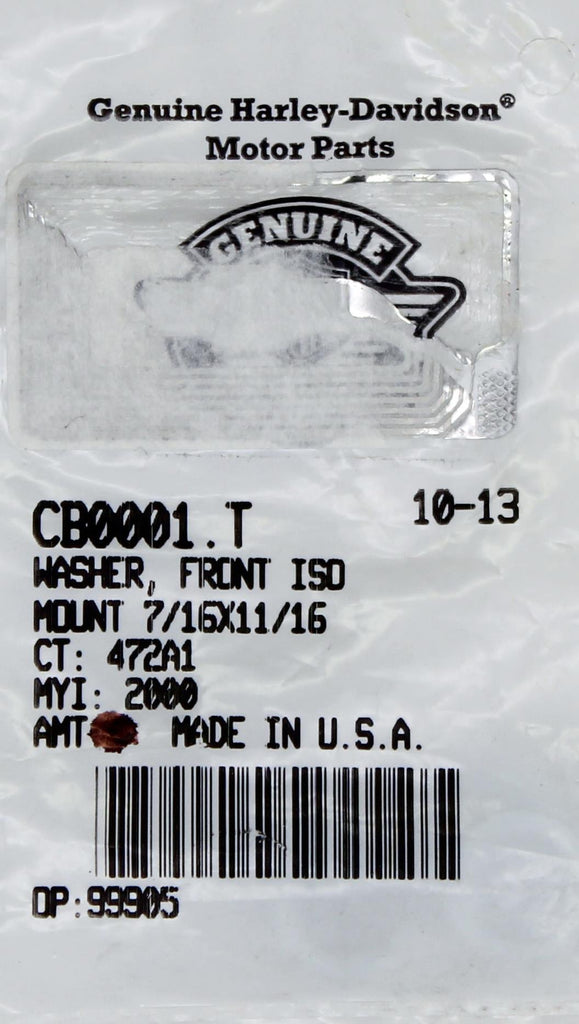 Genuine Harley-Davidson®
Motor Parts
GENUINE
CB0001.T 10-13
WASHER, FRONT ISO
MOUNT 7/16X11/16
CT: 472A1
MYI: 2000
AMT MADE IN U.S.A.
OP:99905